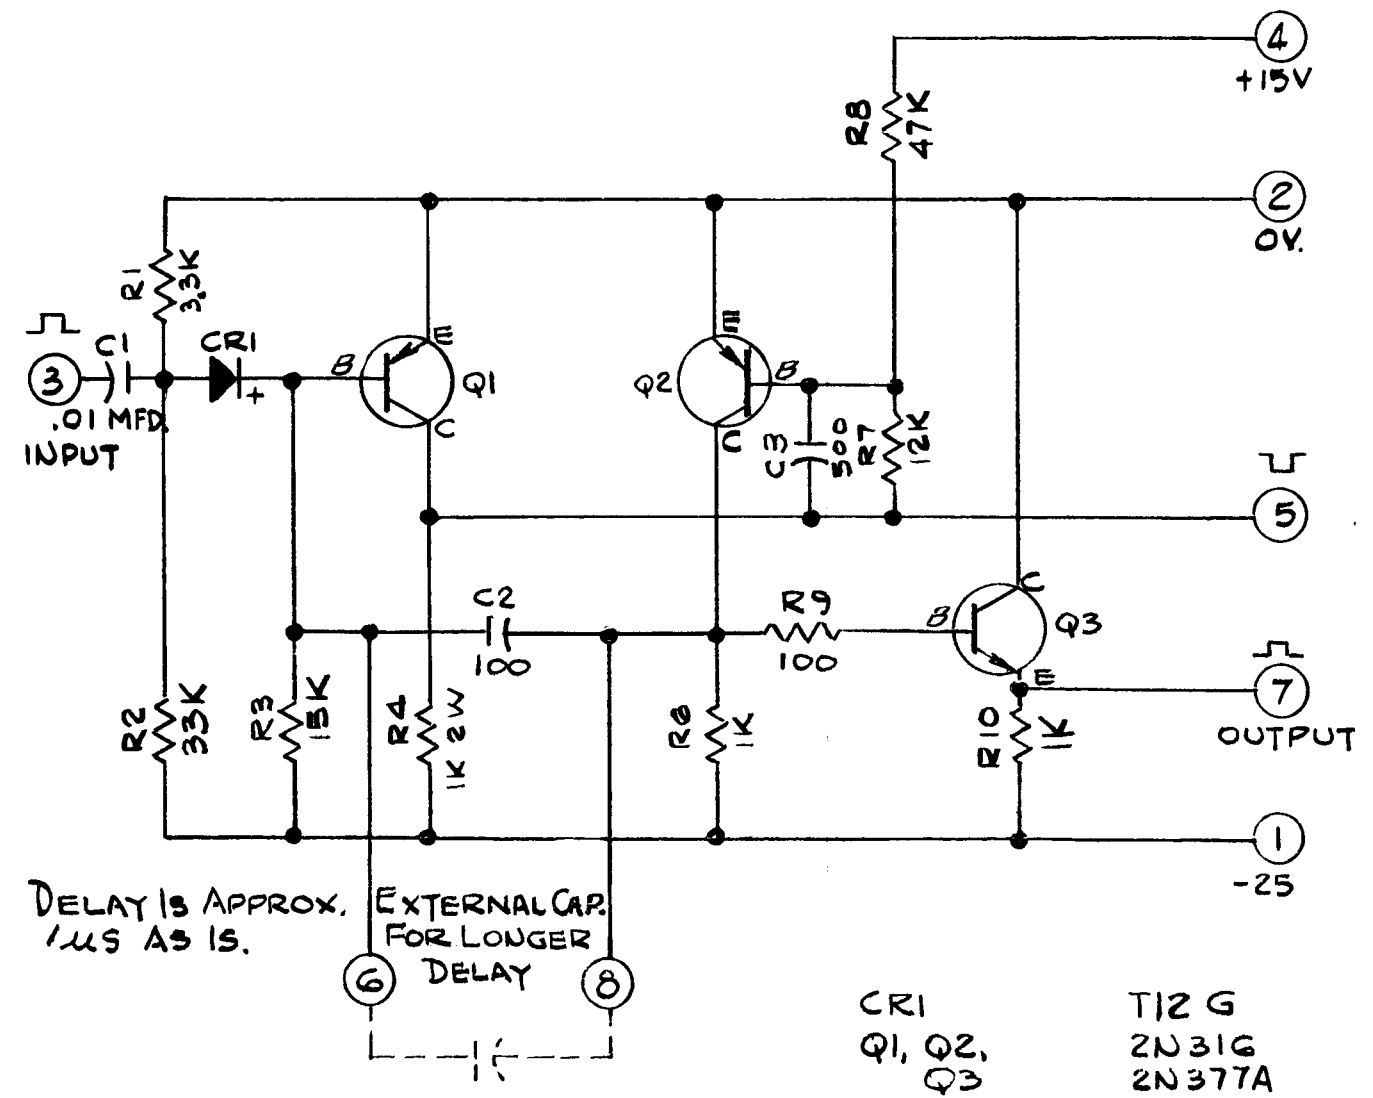 4
+15V
R8
47K
2
0V.
R1
3.3K
C1
CR1
+
3
.01 MFD.
INPUT
B
E
Q1
C
E
Q2
B
C
C3
500
R7
12K
5
C2
100
R9
100
B
C
Q3
E
7
OUTPUT
R2
33K
R3
15K
R4
1K 2W
1K
R10
1K
1
-25
DELAY IS APPROX.
1μS AS IS.
EXTERNAL CAP.
FOR LONGER
DELAY
6
8
CR1 T12G
Q1, Q2, 2N316
Q3 2N377A